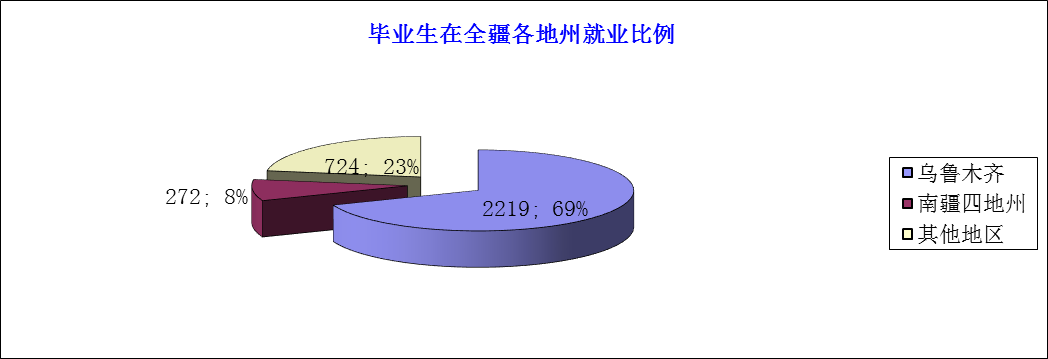 毕业生在全疆各地州就业比例
724; 23%
272; 8%
2219; 69%
乌鲁木齐
南疆四地州
其他地区